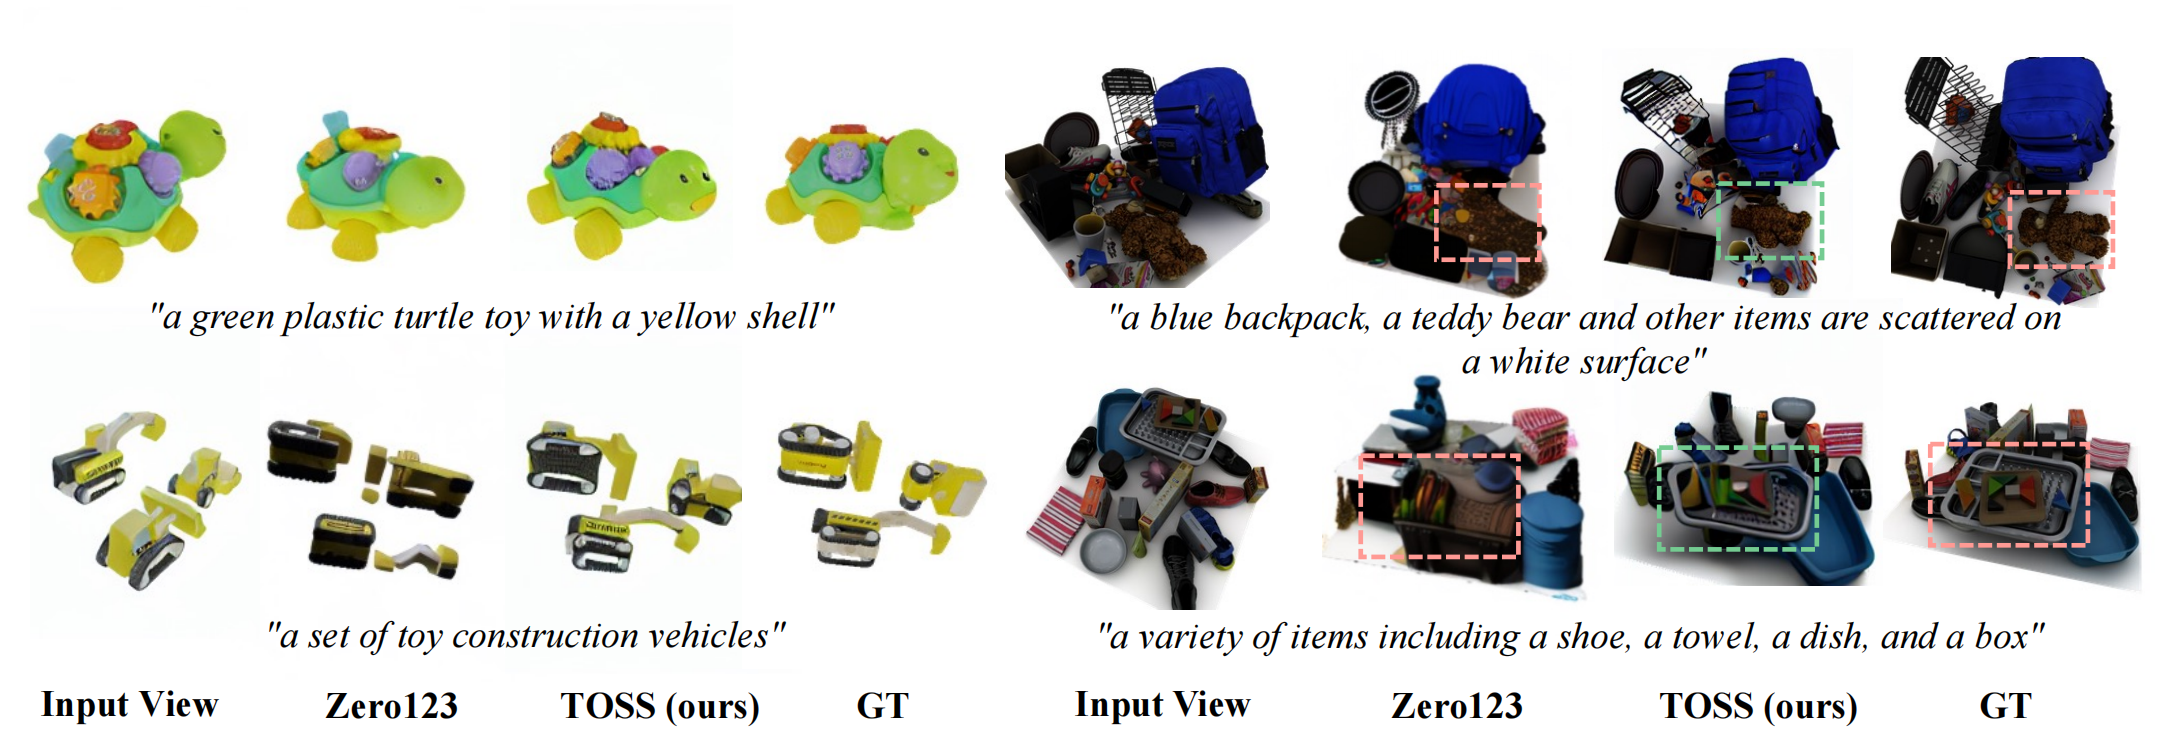 "a green plastic turtle toy with a yellow shell"
"a blue backpack, a teddy bear and other items are scattered on
a white surface"
"a set of toy construction vehicles"
"a variety of items including a shoe, a towel, a dish, and a box"
Input View Zero123 TOSS (ours) GT Input View Zero123 TOSS (ours) GT